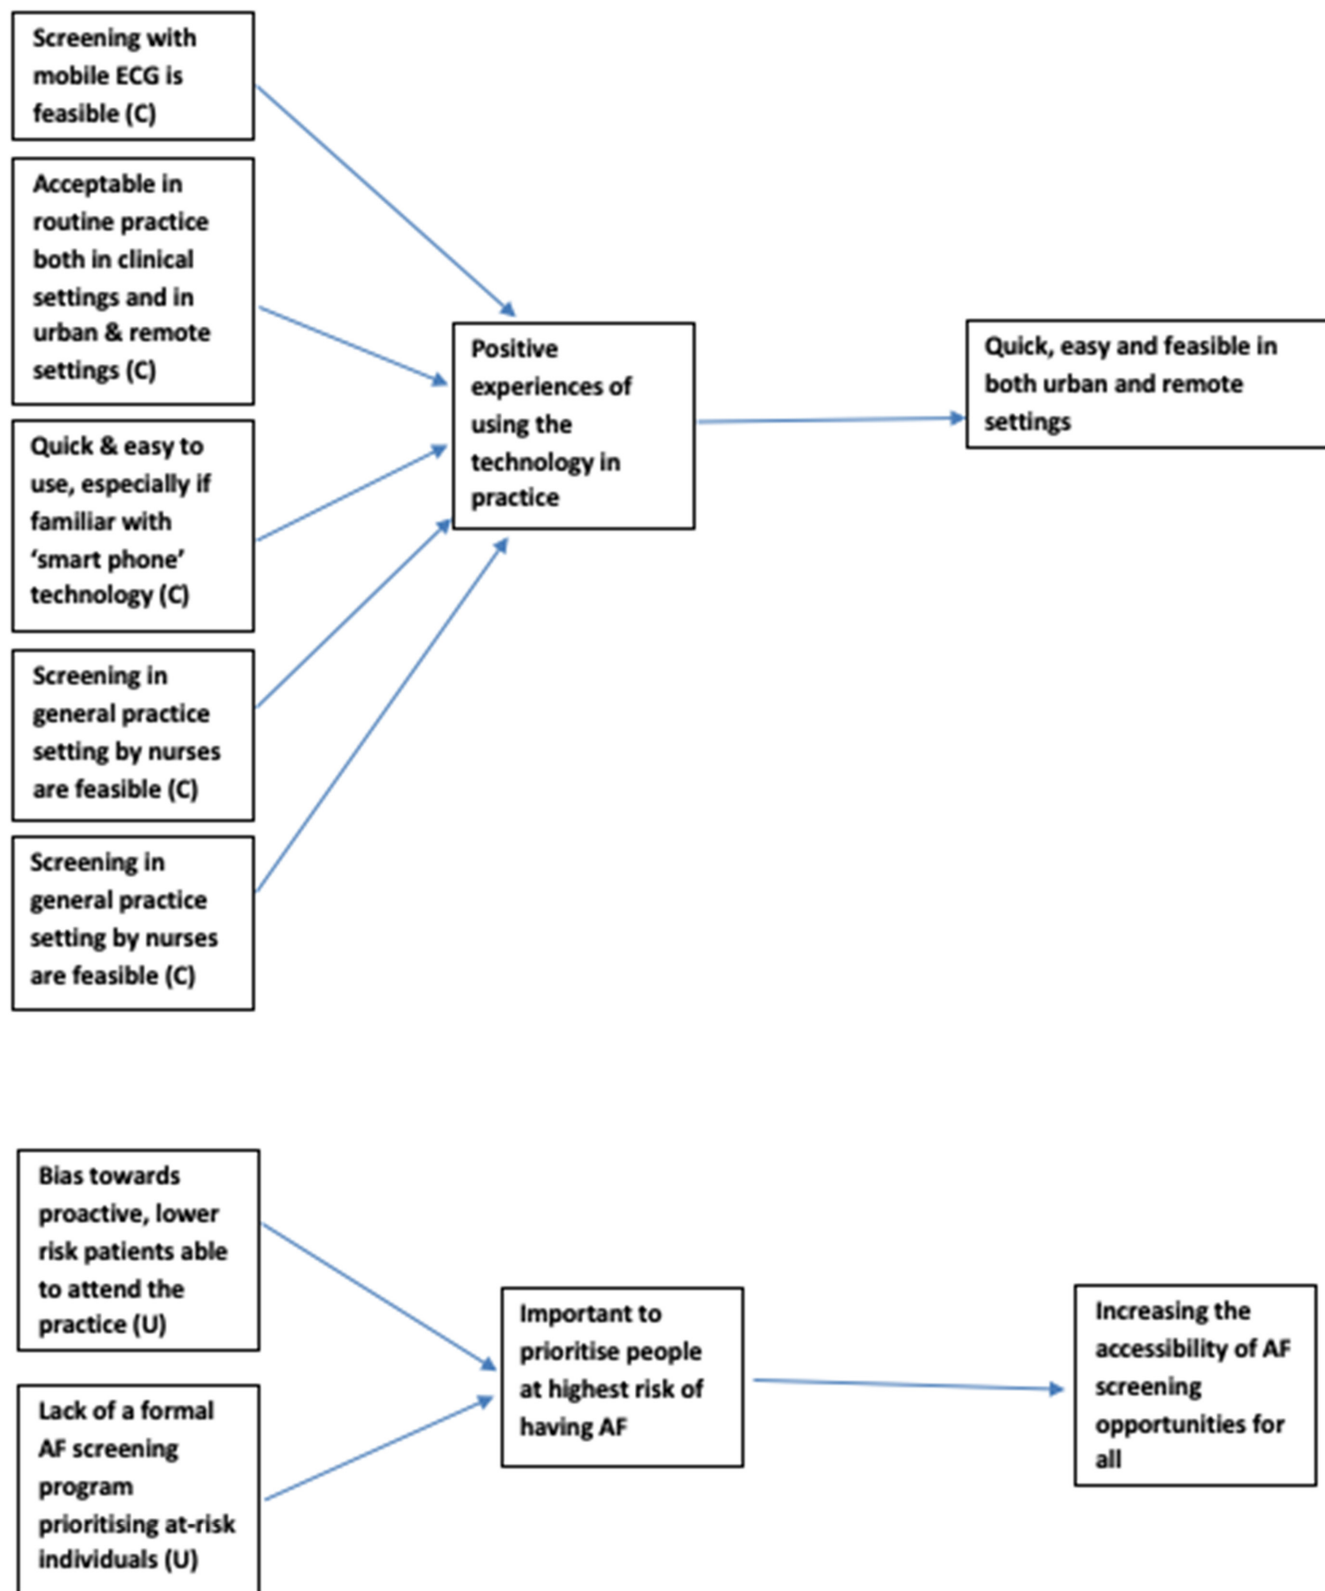 Screening with
mobile ECG is
feasible (C)
Acceptable in
routine practice
both in clinical
settings and in
urban & remote
settings (C)
Quick & easy to
use, especially if
familiar with
‘smart phone’
technology (C)
Screening in
general practice
setting by nurses
are feasible (C)
Screening in
general practice
setting by nurses
are feasible (C)
Positive
experiences of
using the
technology in
practice
Quick, easy and feasible in
both urban and remote
settings
Bias towards
proactive, lower
risk patients able
to attend the
practice (U)
Lack of a formal
AF screening
program
prioritising at-risk
individuals (U)
Important to
prioritise people
at highest risk of
having AF
Increasing the
accessibility of AF
screening
opportunities for
all